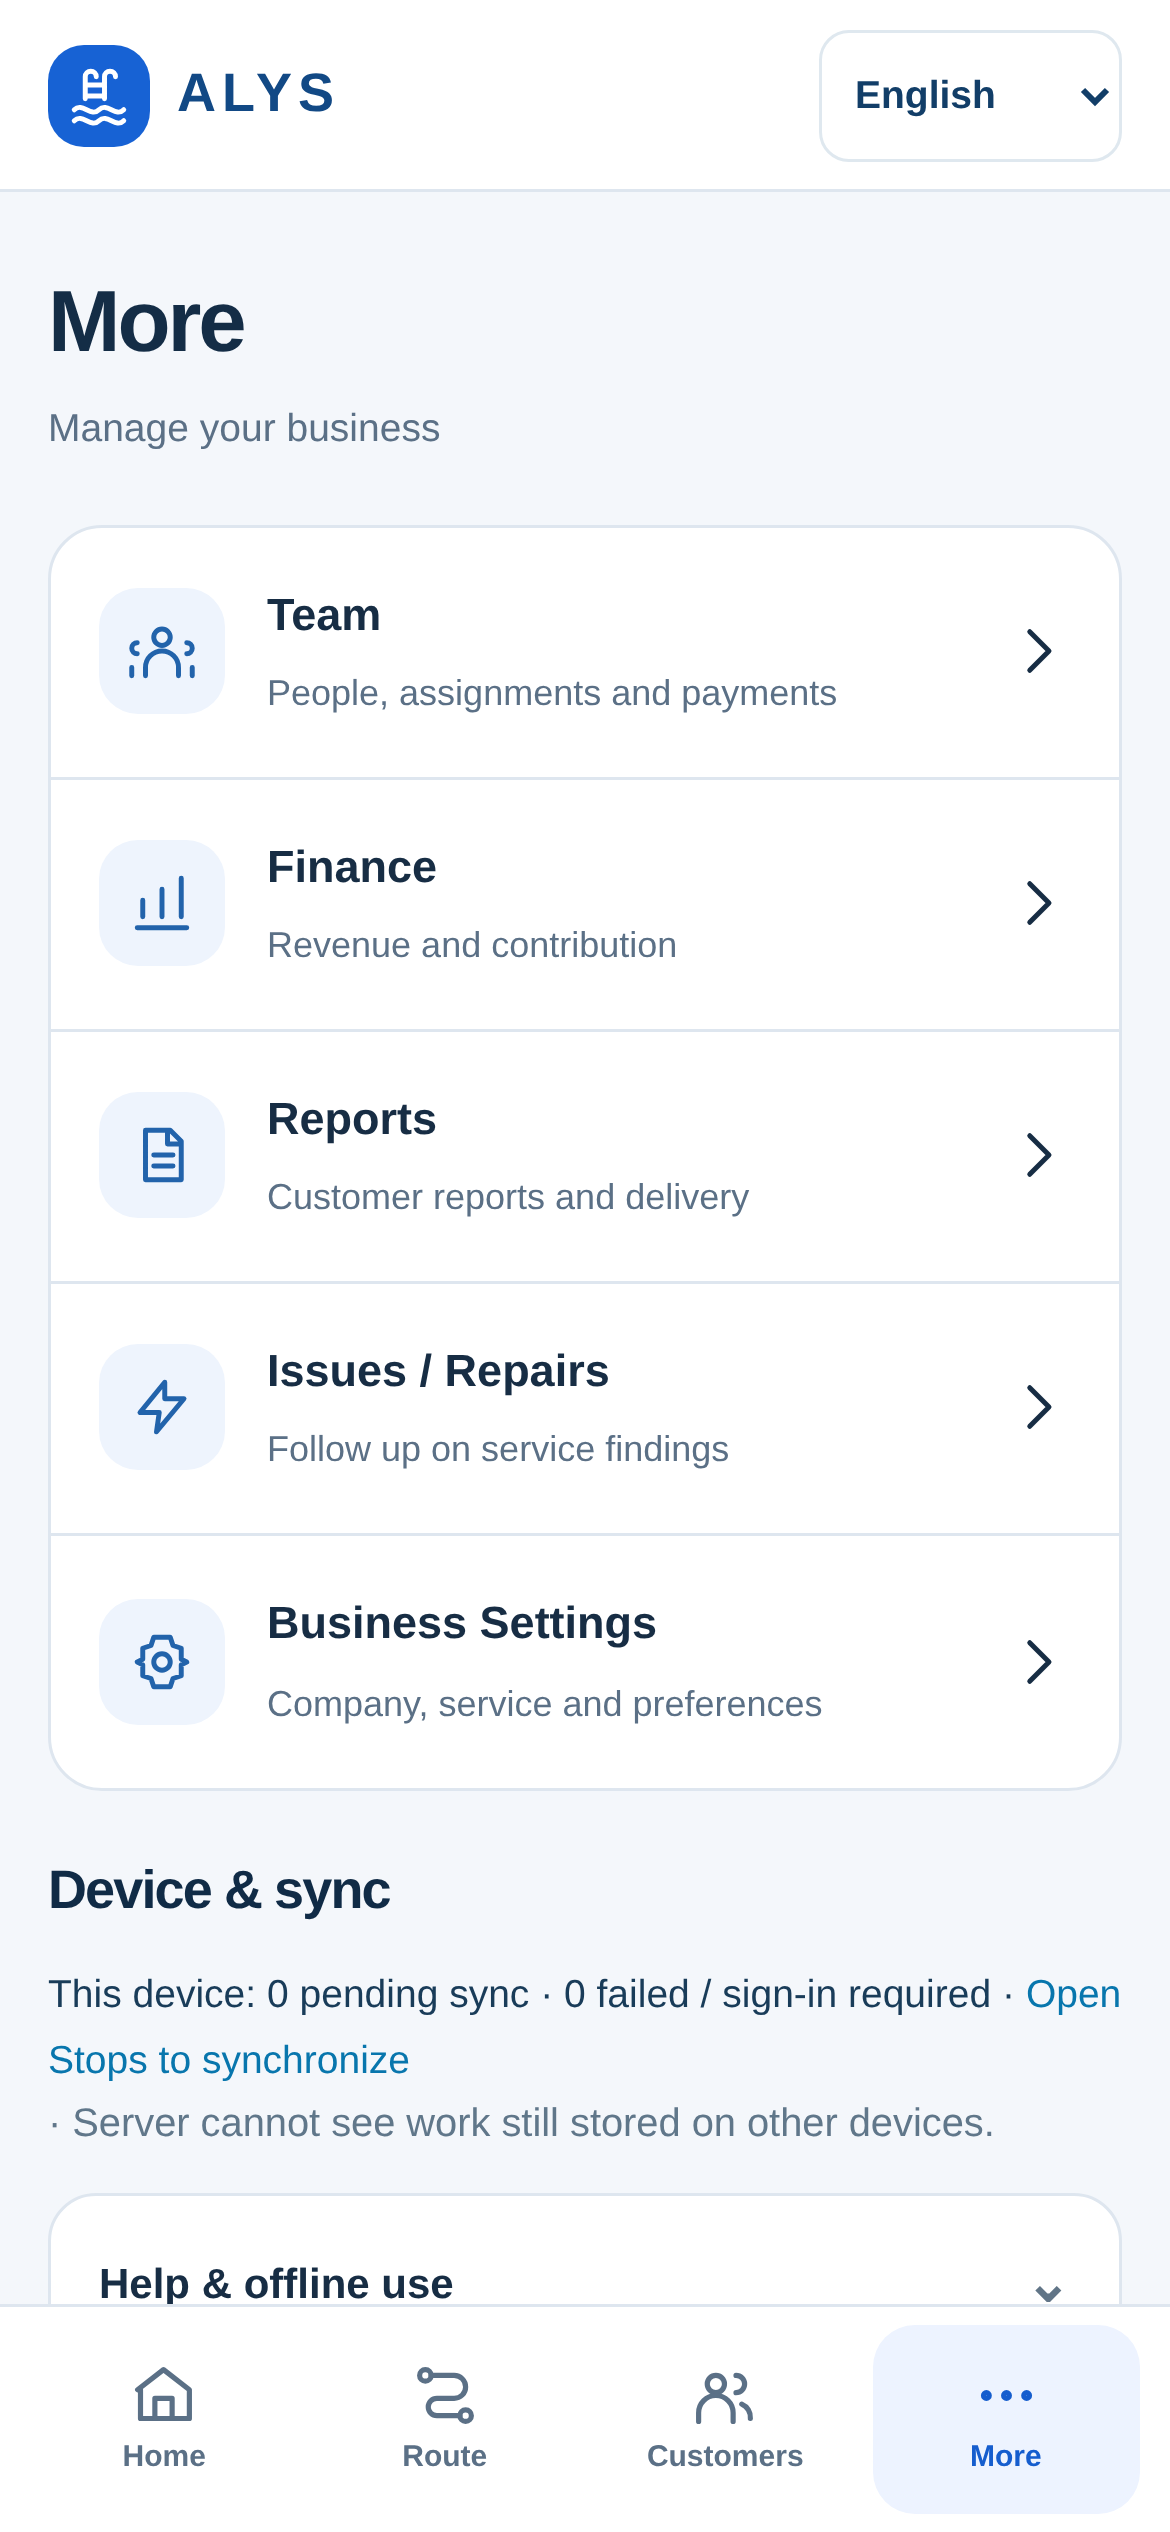 ALYS
English
More
Manage your business
Team
People, assignments and payments
Finance
Revenue and contribution
Reports
Customer reports and delivery
Issues / Repairs
Follow up on service findings
Business Settings
Company, service and preferences
Device & sync
This device: 0 pending sync · 0 failed / sign-in required · Open
Stops to synchronize
· Server cannot see work still stored on other devices.
Help & offline use
Home
Route
Customers
More